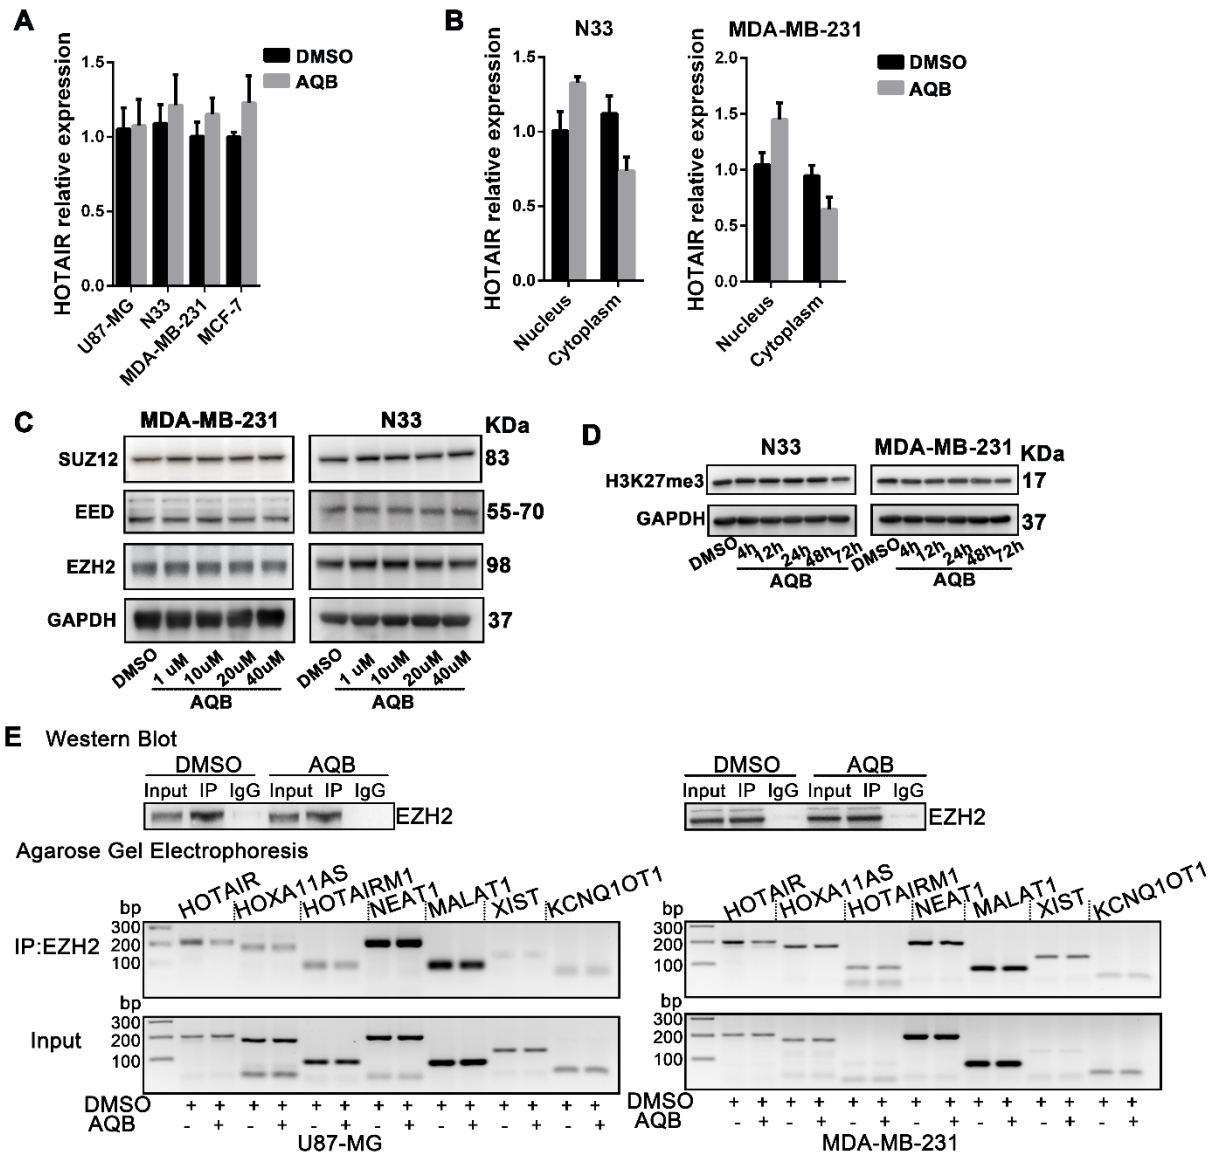 A
HOTAIR relative expression
1.5
1.0
0.5
0.0
U87-MG
N33
MDA-MB-231
MCF-7
DMSO
AQB
B
N33
HOTAIR relative expression
1.5
1.0
0.5
0.0
Nucleus
Cytoplasm
MDA-MB-231
HOTAIR relative expression
2.0
1.5
1.0
0.5
0.0
Nucleus
Cytoplasm
DMSO
AQB
C
MDA-MB-231 N33 KDa
SUZ12 83
EED 55-70
EZH2 98
GAPDH 37
DMSO 1 uM 10uM 20uM 40uM DMSO 1 uM 10uM 20uM 40uM
AQB AQB
D
N33 MDA-MB-231 KDa
H3K27me3 17
GAPDH 37
DMSO 4h 12h 24h 48h 72h DMSO 4h 12h 24h 48h 72h
AQB AQB
E Western Blot
DMSO AQB
Input IP IgG Input IP IgG
EZH2
DMSO AQB
Input IP IgG Input IP IgG
EZH2
Agarose Gel Electrophoresis
HOTAIR HOXA11AS HOTAIRM1 NEAT1 MALAT1 XIST KCNQ1OT1
bp
IP:EZH2
300
200
100
bp
Input
300
200
100
DMSO + + + + + + + + + + + + + +
AQB - + - + - + - + - + - + - +
U87-MG
HOTAIR HOXA11AS HOTAIRM1 NEAT1 MALAT1 XIST KCNQ1OT1
bp
300
200
100
bp
300
200
100
DMSO + + + + + + + + + + + + + +
AQB - + - + - + - + - + - + - +
MDA-MB-231